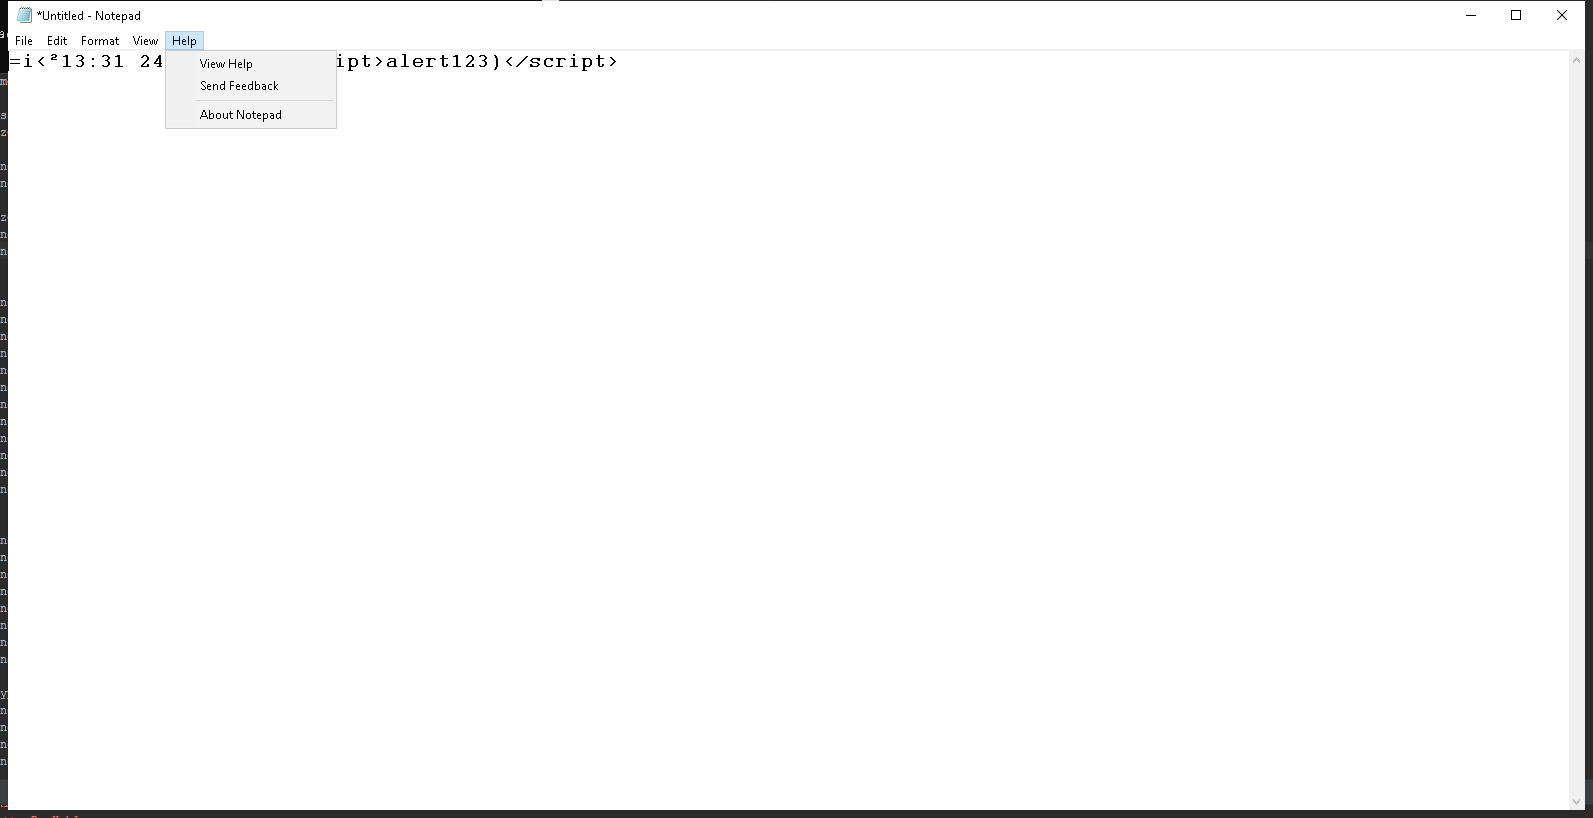 *Untitled - Notepad
File Edit Format View Help
=i<²13:31 24 ipt>alert123)</script>
View Help
Send Feedback
About Notepad